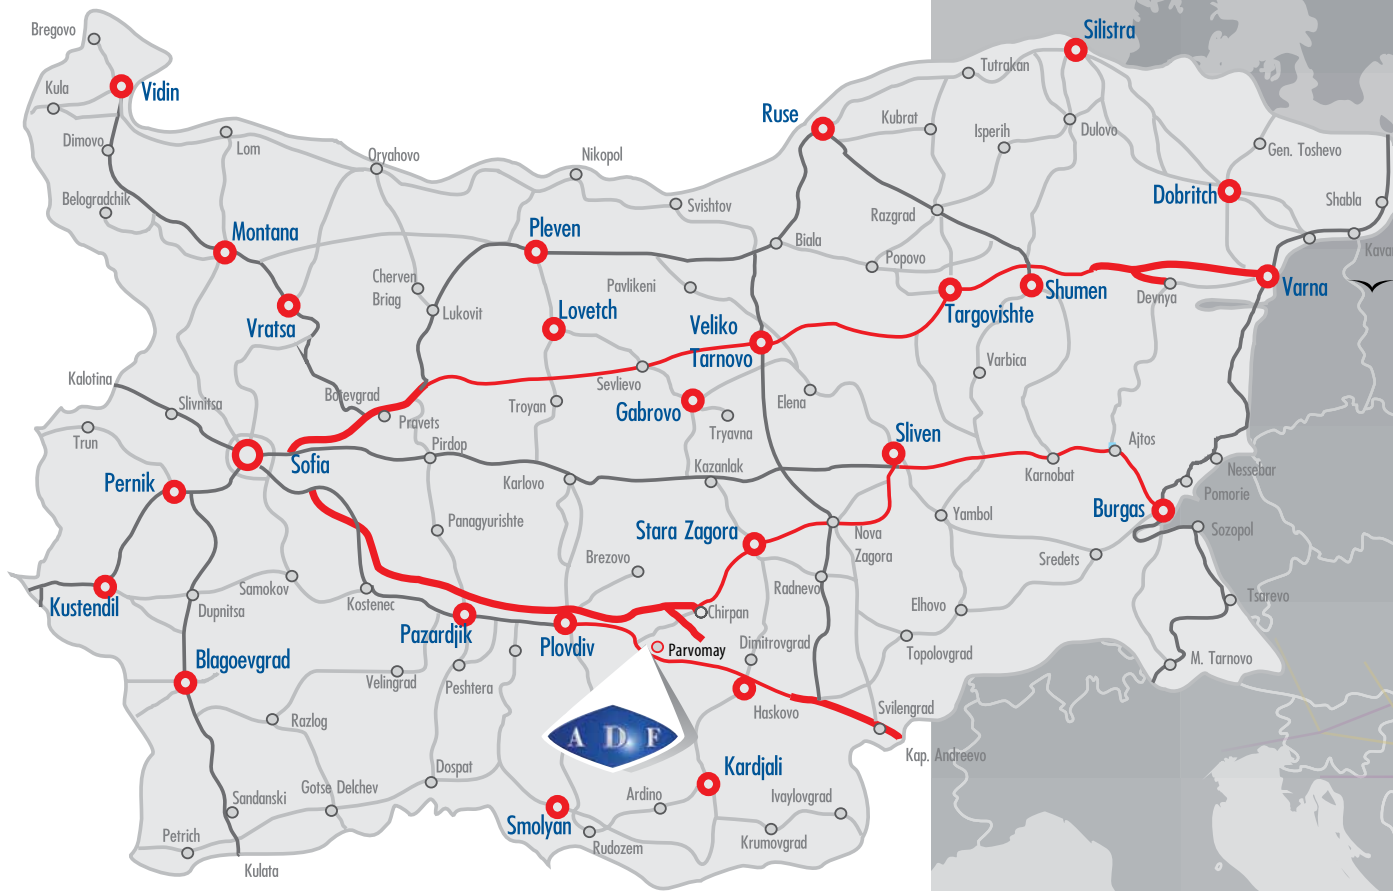 Bregovo
Silistra
Tutrakan
Kula
Vidin
Ruse
Kubrat
Isperih
Dulovo
Dimovo
Lom
Oryahovo
Nikopol
Gen. Toshevo
Belogradchik
Svishtov
Razgrad
Dobritch
Shabla
Montana
Pleven
Biala
Popovo
Cherven
Briag
Pavlikeni
Devnya
Varna
Shumen
Lukovit
Lovetch
Vratsa
Veliko
Tarnovo
Targovishte
Varbica
Kalotina
Slivnitsa
Botevgrad
Pravets
Sevlievo
Troyan
Gabrovo
Tryavna
Elena
Trun
Sofia
Pirdop
Sliven
Ajtos
Pernik
Karlovo
Kazanlak
Karnobat
Nessebar
Pomorie
Burgas
Panagyurishte
Stara Zagora
Nova
Zagora
Yambol
Sozopol
Brezovo
Sredets
Samokov
Kostenec
Radnevo
Kustendil
Dupnitsa
Chirpan
Elhovo
Tsarevo
Pazardjik
Plovdiv
Parvomay
Dimitrovgrad
Topolovgrad
M. Tarnovo
Blagoevgrad
Velingrad
Peshtera
Haskovo
Svilengrad
Razlog
A D F
Kap. Andreevo
Dospat
Kardjali
Gotse Delchev
Sandanski
Ardino
Ivaylovgrad
Smolyan
Petrich
Rudozem
Krumovgrad
Kulata